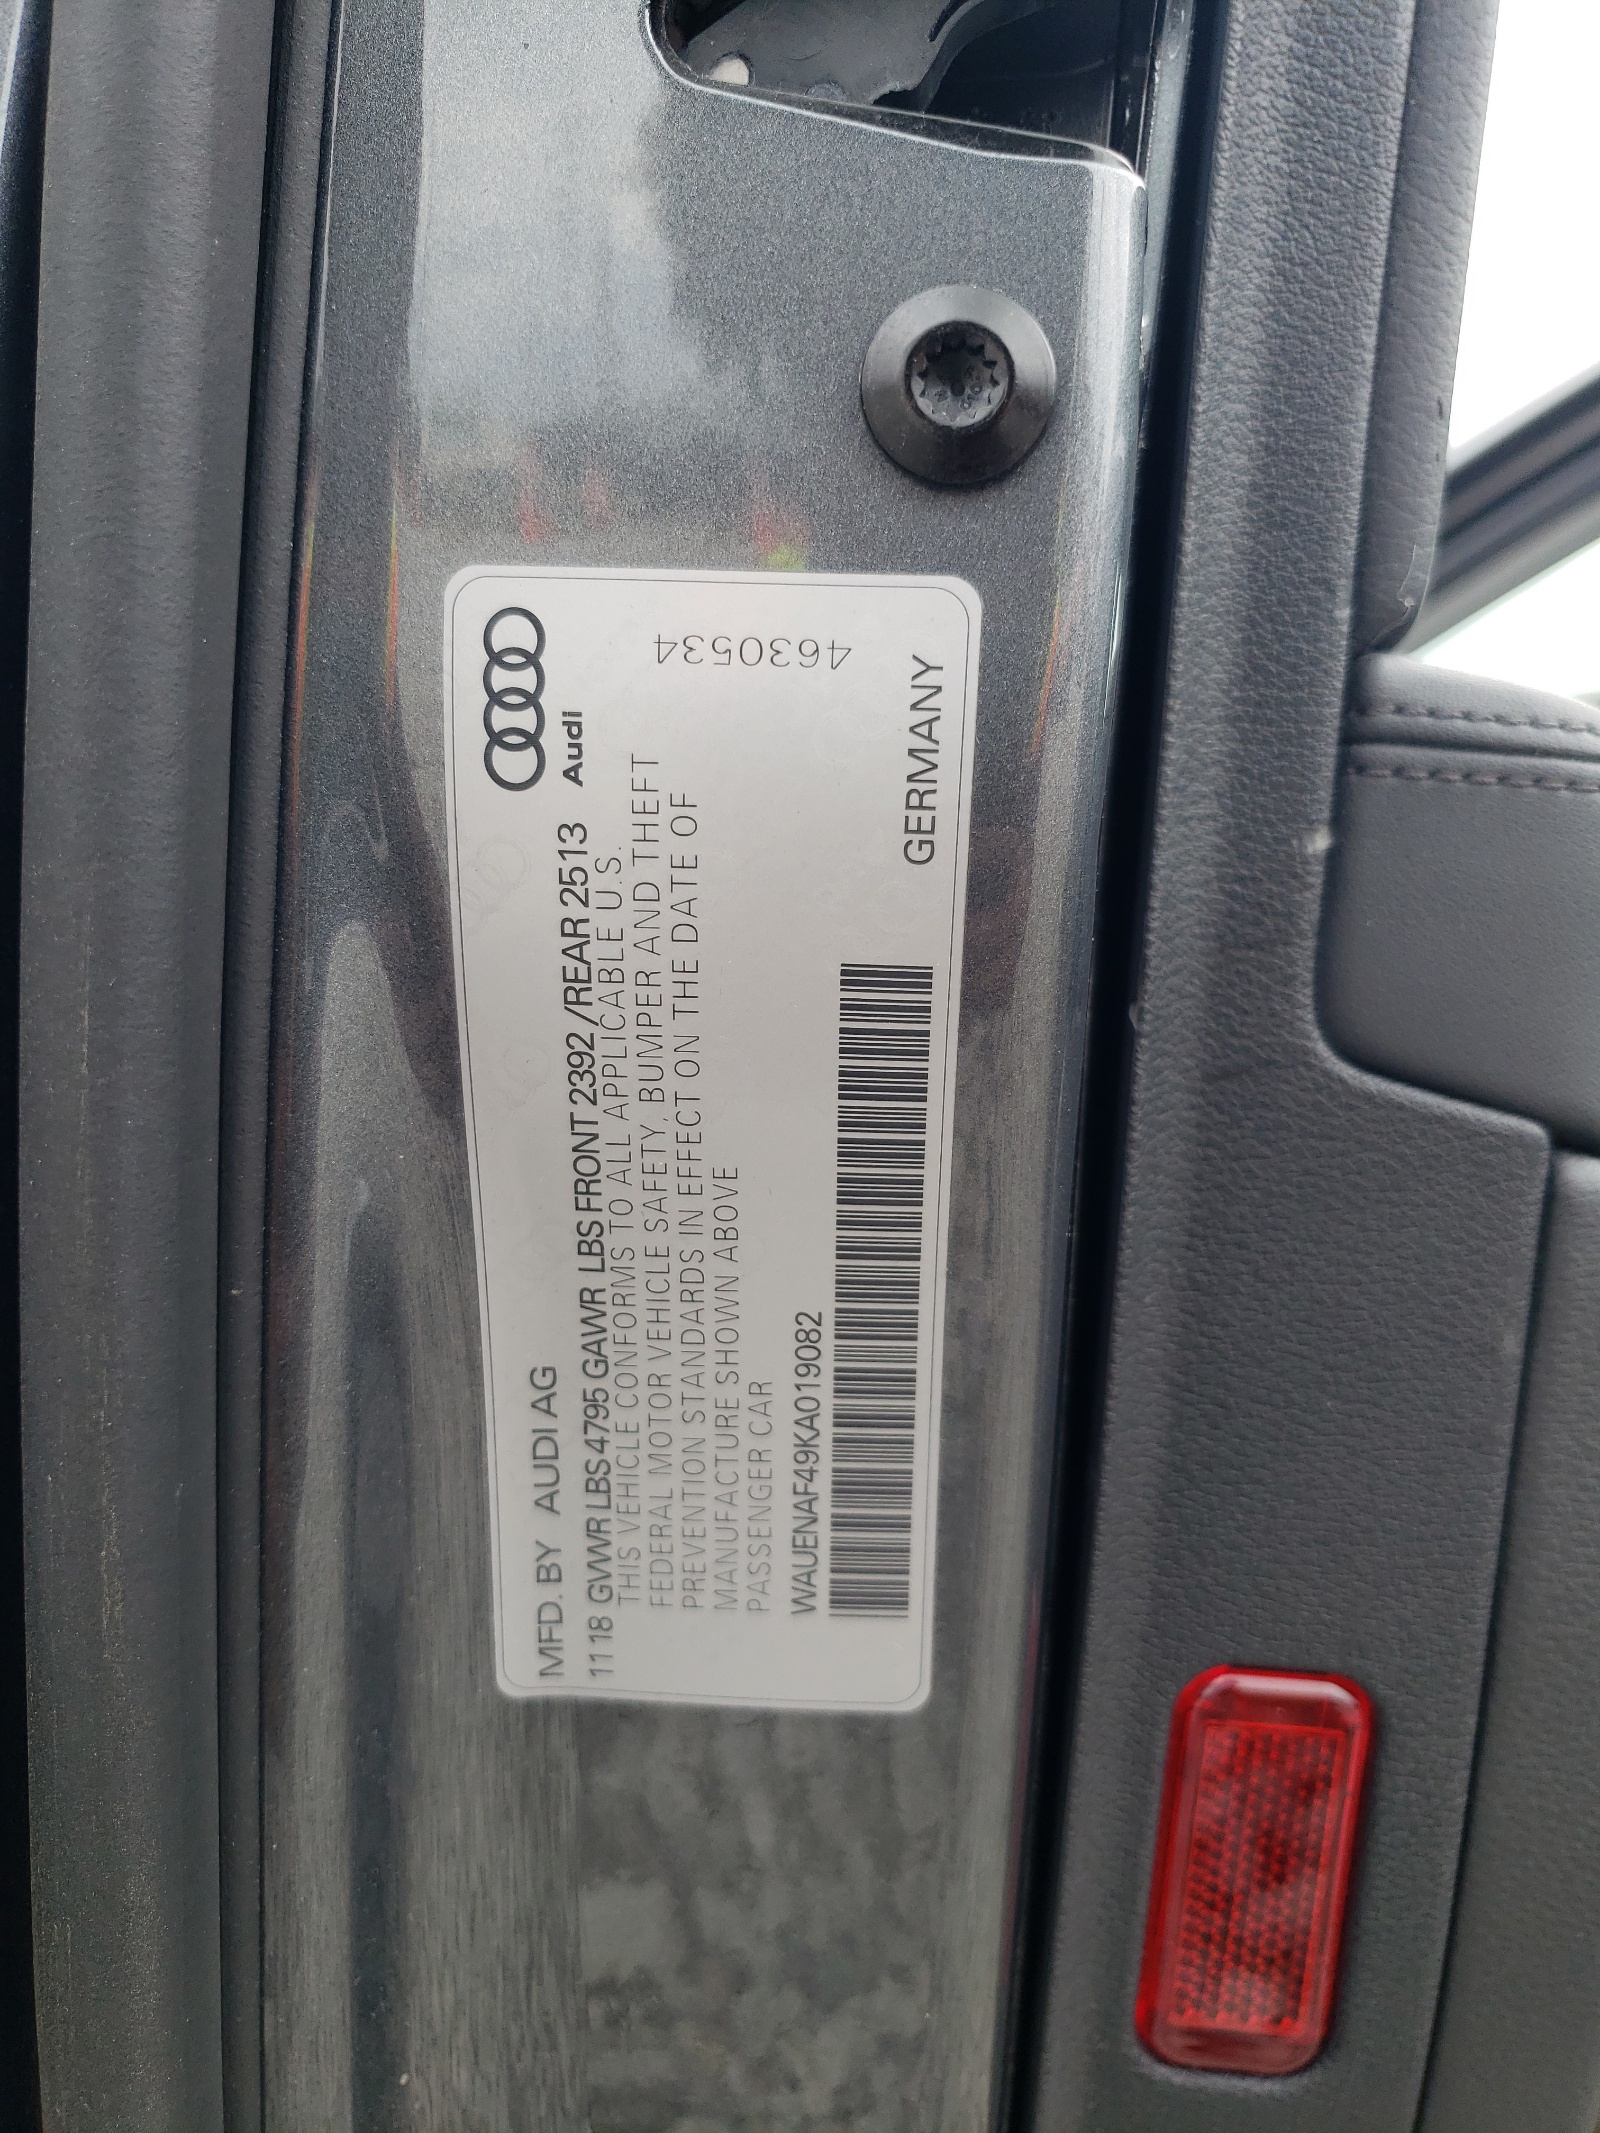 Audi
MFD. BY AUDI AG
11 18 GVWR LBS 4795 GAWR LBS FRONT 2392 /REAR 2513
THIS VEHICLE CONFORMS TO ALL APPLICABLE U.S.
FEDERAL MOTOR VEHICLE SAFETY, BUMPER AND THEFT
PREVENTION STANDARDS IN EFFECT ON THE DATE OF
MANUFACTURE SHOWN ABOVE
PASSENGER CAR
4630534
WAUENAF49KA019082
GERMANY